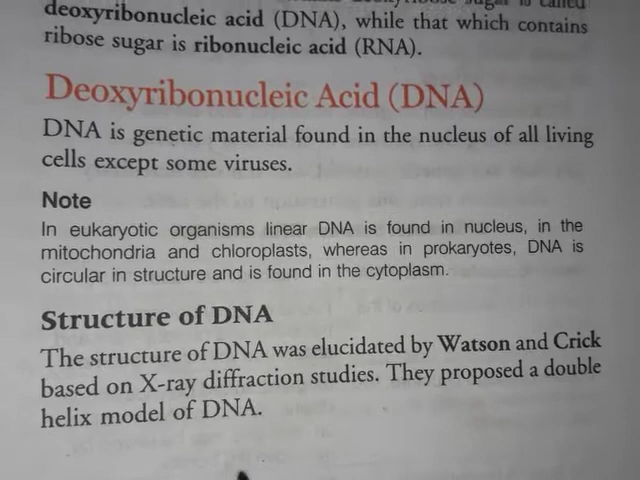 deoxyribonucleic acid (DNA), while that which contains
ribose sugar is ribonucleic acid (RNA).
Deoxyribonucleic Acid (DNA)
DNA is genetic material found in the nucleus of all living
cells except some viruses.
Note
In eukaryotic organisms linear DNA is found in nucleus, in the
mitochondria and chloroplasts, whereas in prokaryotes, DNA is
circular in structure and is found in the cytoplasm.
Structure of DNA
The structure of DNA was elucidated by Watson and Crick
based on X-ray diffraction studies. They proposed a double
helix model of DNA.